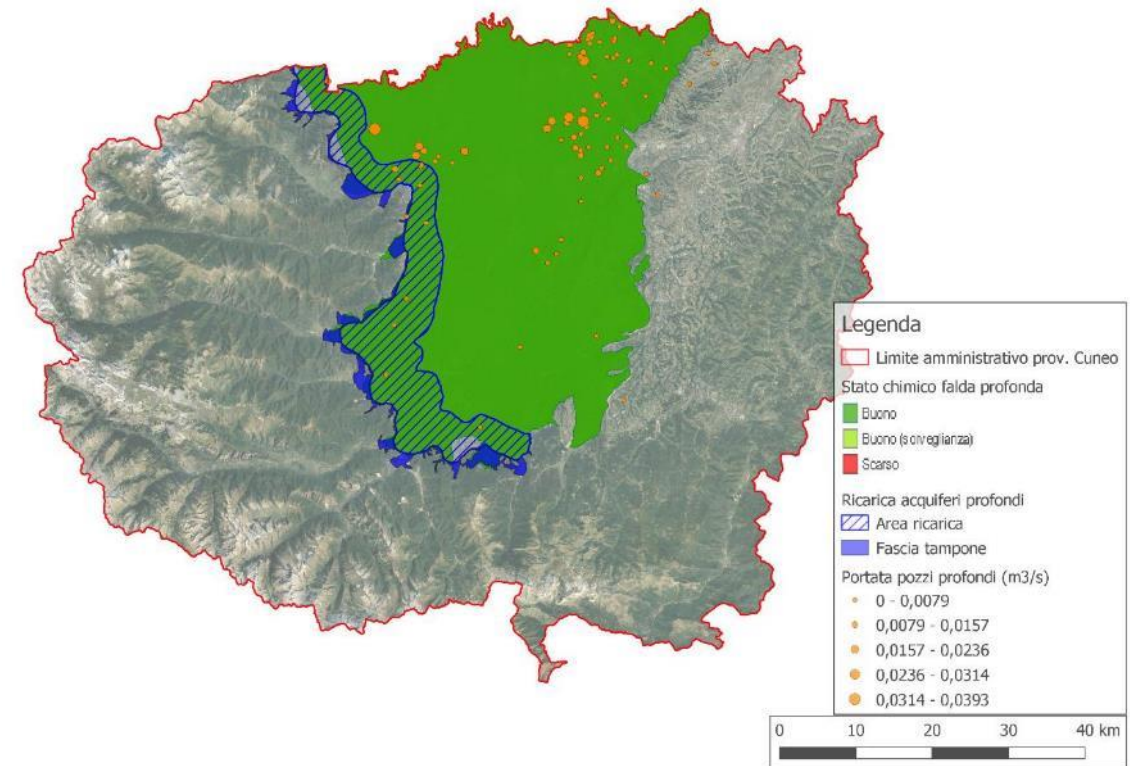 Legenda
Limite amministrativo prov. Cuneo
Stato chimico falda profonda
Buono
Buono (sorveglianza)
Scarso
Ricarica acquiferi profondi
Area ricarica
Fascia tampone
Portata pozzi profondi (m3/s)
0 - 0,0079
0,0079 - 0,0157
0,0157 - 0,0236
0,0236 - 0,0314
0,0314 - 0,0393
0 10 20 30 40 km